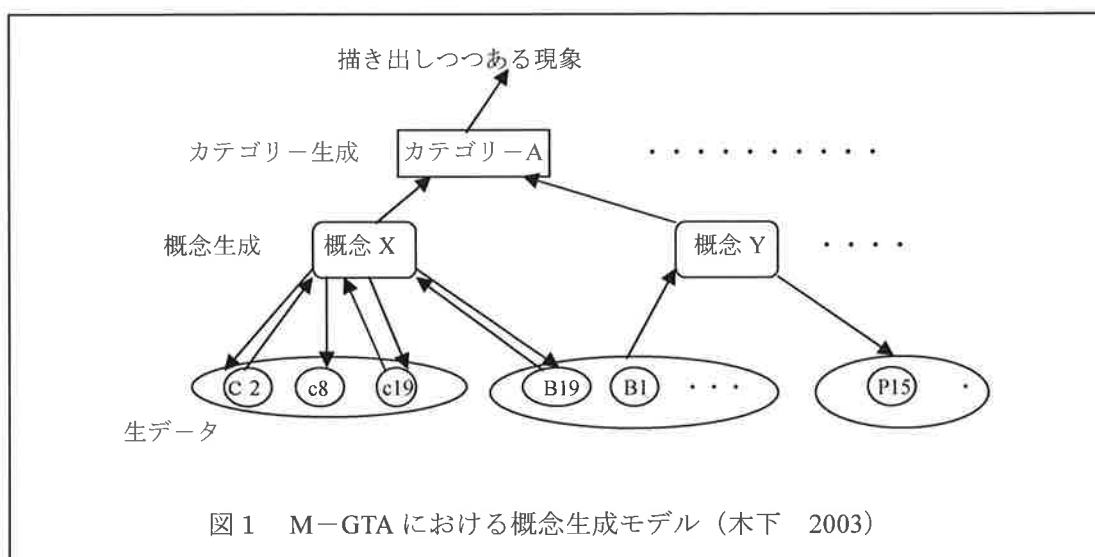 描き出しつつある現象
カテゴリー生成 カテゴリーA ・・・・・・・・・・
概念生成 概念 X 概念 Y ・・・・
C 2 c8 c19 B19 B1 ・・・ P15 ・
生データ
図1 M－GTA における概念生成モデル（木下 2003）